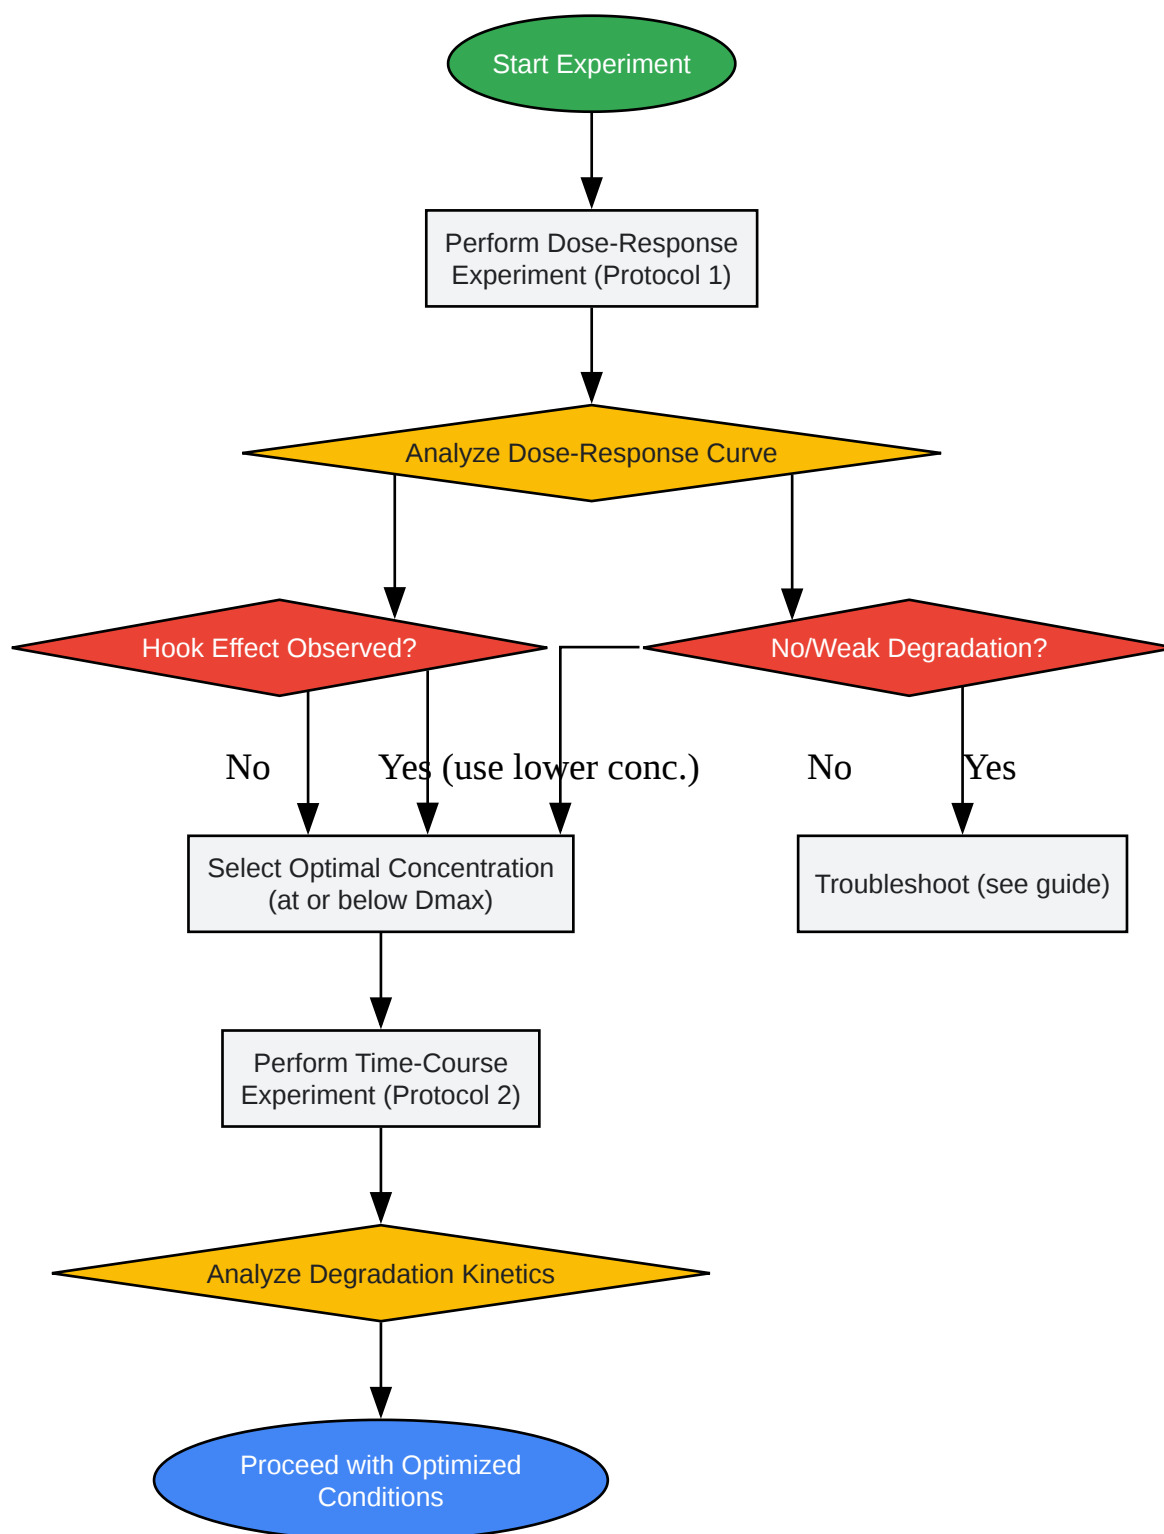 Start Experiment
Perform Dose-Response
Experiment (Protocol 1)
Analyze Dose-Response Curve
Hook Effect Observed?
No/Weak Degradation?
No
Yes (use lower conc.)
No
Yes
Select Optimal Concentration
(at or below Dmax)
Troubleshoot (see guide)
Perform Time-Course
Experiment (Protocol 2)
Analyze Degradation Kinetics
Proceed with Optimized
Conditions